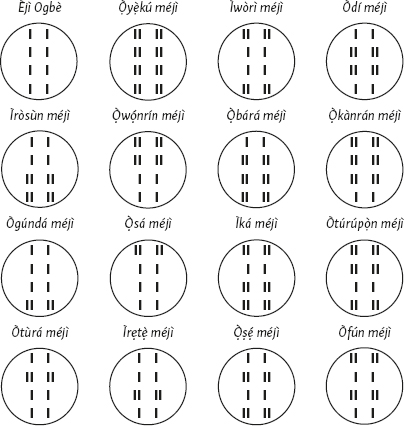 Èjì Ogbè Ọ̀yẹ̀kú méjì Ìwòrì méjì Òdí méjì
Ìròsùn méjì Ọ̀wọ́nrín méjì Ọ̀bárá méjì Ọ̀kànrán méjì
Ògúndá méjì Ọ̀sá méjì Ìká méjì Òtúrúpọ̀n méjì
Òtùrá méjì Ìrẹtẹ̀ méjì Ọ̀ṣẹ́ méjì Òfún méjì